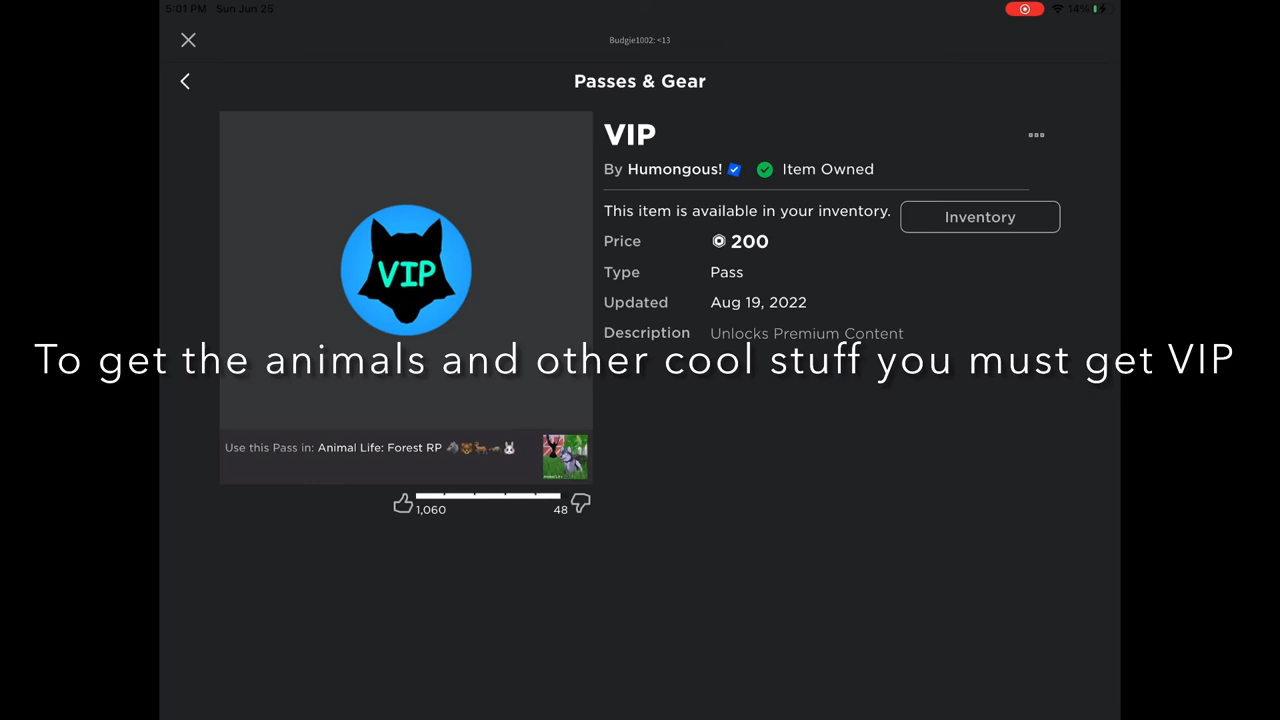 5:01 PM Sun Jun 25
14%
Budgie1002: <13
Passes & Gear
VIP
By Humongous! Item Owned
This item is available in your inventory.
Inventory
Price 200
Type Pass
Updated Aug 19, 2022
Description Unlocks Premium Content
VIP
To get the animals and other cool stuff you must get VIP
Use this Pass in: Animal Life: Forest RP
1,060 48